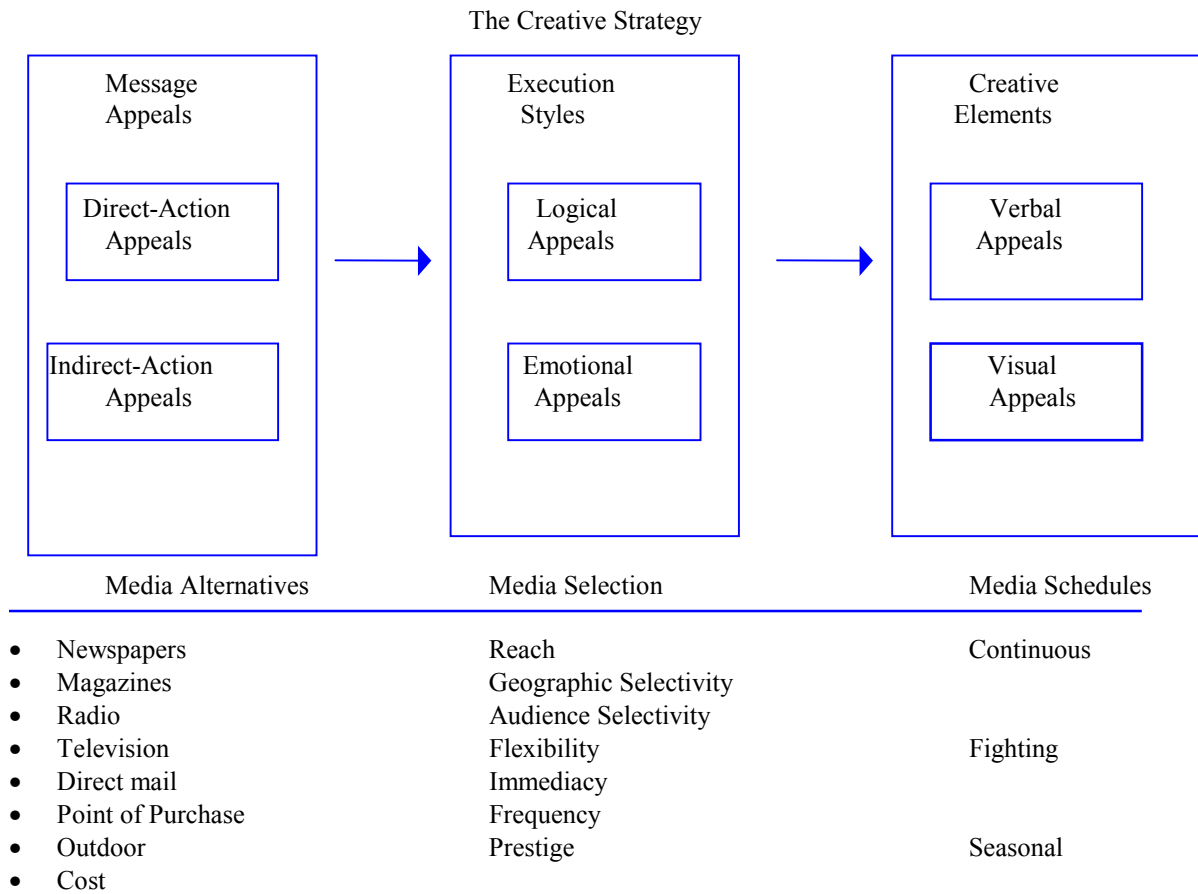 The Creative Strategy
Message
Appeals
Direct-Action
Appeals
Indirect-Action
Appeals
Execution
Styles
Logical
Appeals
Emotional
Appeals
Creative
Elements
Verbal
Appeals
Visual
Appeals
Media Alternatives Media Selection Media Schedules
• Newspapers Reach Continuous
• Magazines Geographic Selectivity
• Radio Audience Selectivity
• Television Flexibility Fighting
• Direct mail Immediacy
• Point of Purchase Frequency
• Outdoor Prestige Seasonal
• Cost